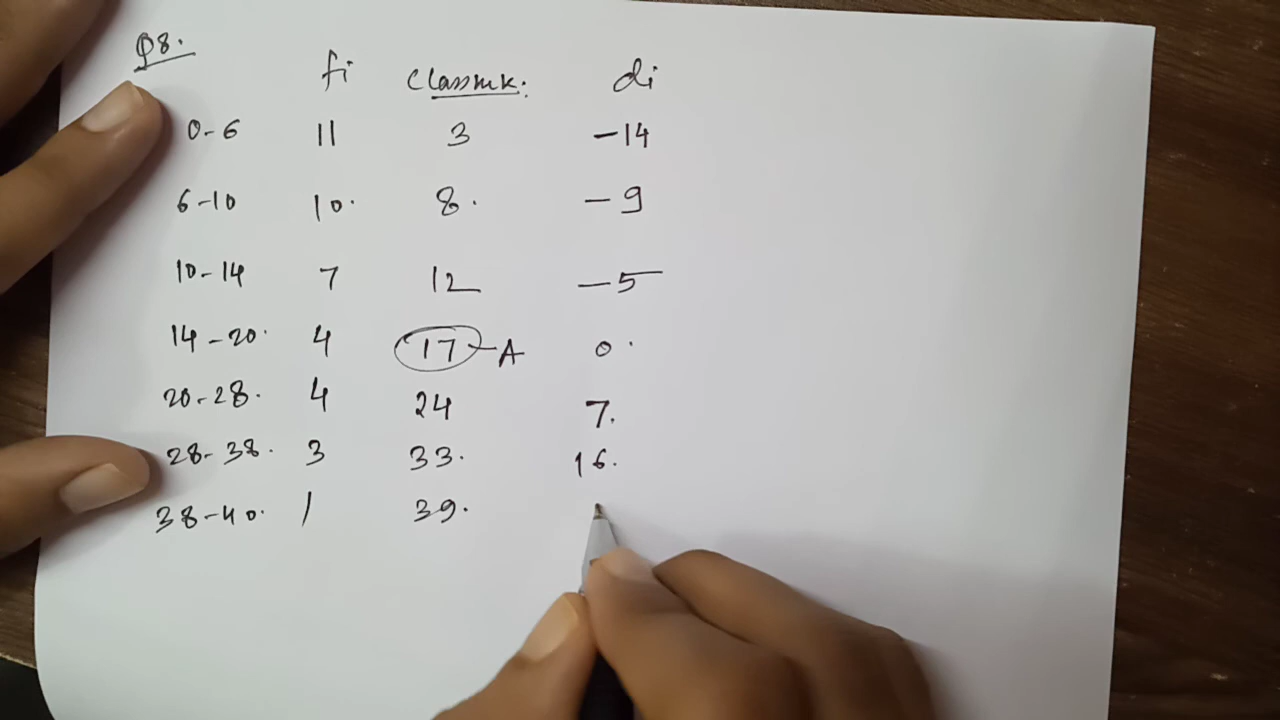 Q8.
fi Classmk. di
0-6 11 3 -14
6-10 10. 8. -9
10-14 7 12 -5
14-20. 4 17-A 0.
20-28. 4 24 7.
28-38. 3 33. 16.
38-40. 1 39.